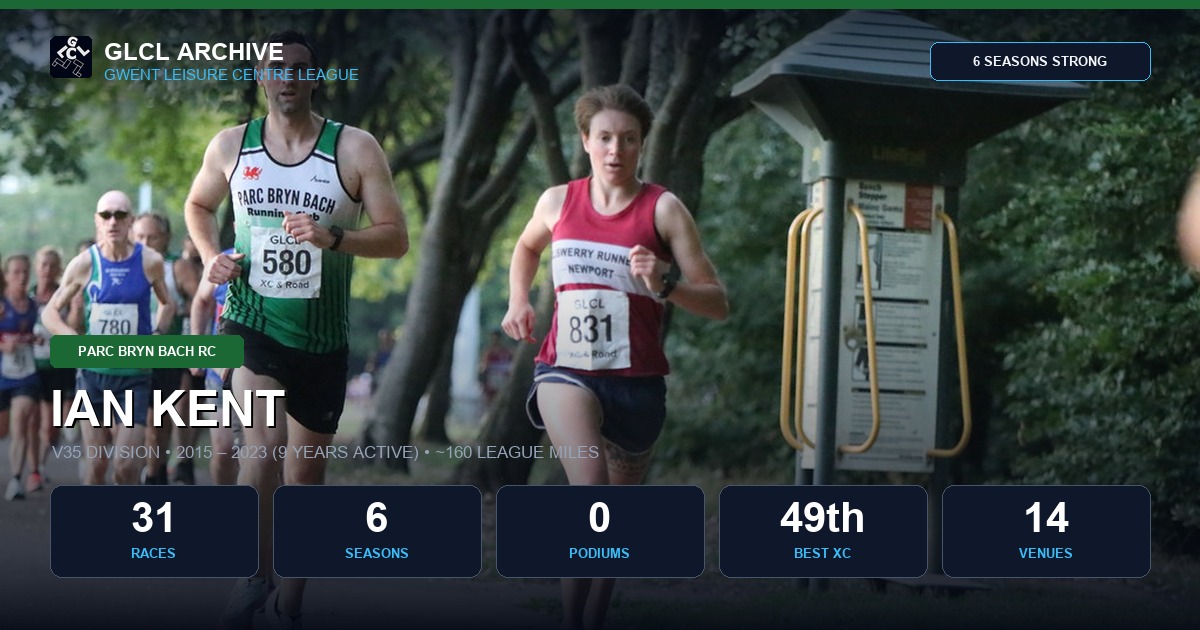 GLCL ARCHIVE
GWENT LEISURE CENTRE LEAGUE
6 SEASONS STRONG
PARC BRYN BACH
Running Club
GLCL
580
XC & Road
780
NEWPORT
GLCL
831
XC & Road
PARC BRYN BACH RC
IAN KENT
V35 DIVISION • 2015 – 2023 (9 YEARS ACTIVE) • ~160 LEAGUE MILES
31
RACES
6
SEASONS
0
PODIUMS
49th
BEST XC
14
VENUES